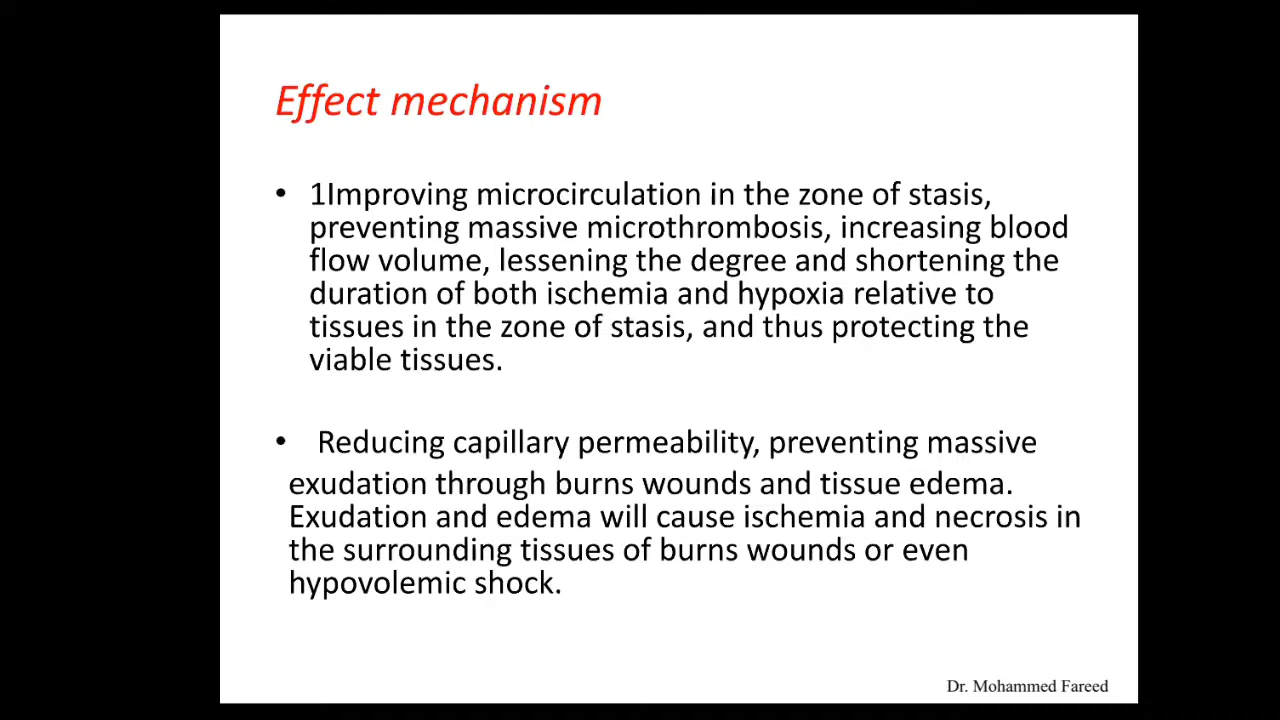 Effect mechanism
• 1Improving microcirculation in the zone of stasis,
preventing massive microthrombosis, increasing blood
flow volume, lessening the degree and shortening the
duration of both ischemia and hypoxia relative to
tissues in the zone of stasis, and thus protecting the
viable tissues.
• Reducing capillary permeability, preventing massive
exudation through burns wounds and tissue edema.
Exudation and edema will cause ischemia and necrosis in
the surrounding tissues of burns wounds or even
hypovolemic shock.
Dr. Mohammed Fareed